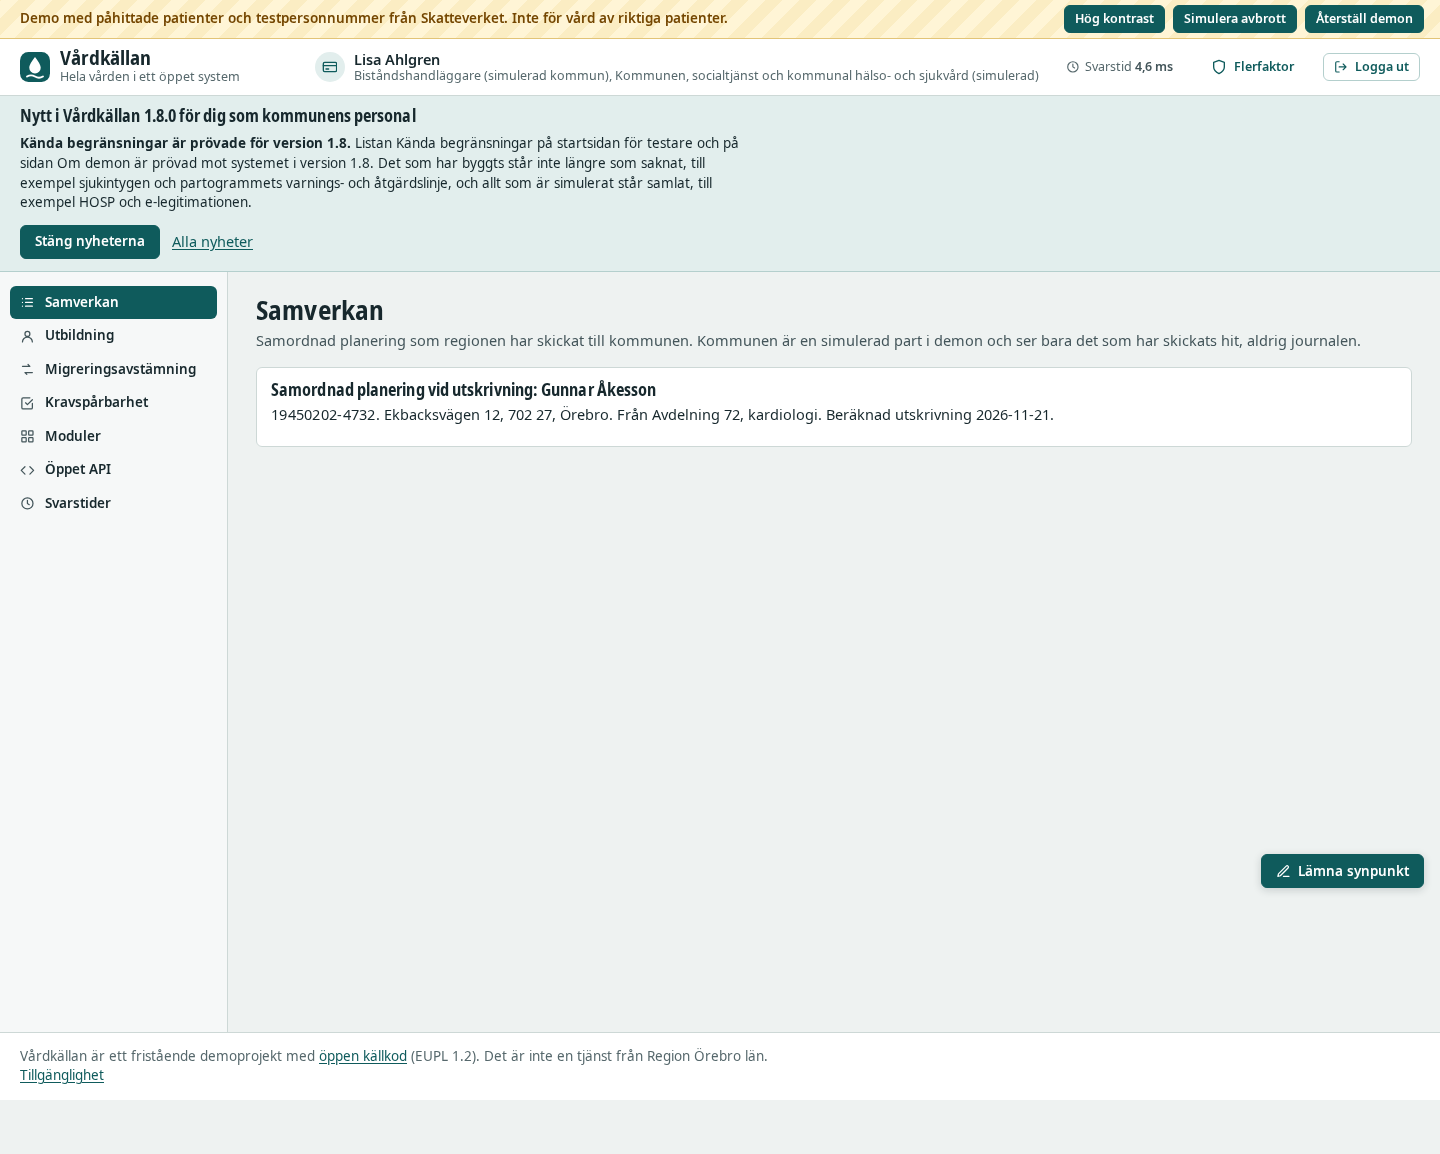 Demo med påhittade patienter och testpersonnummer från Skatteverket. Inte för vård av riktiga patienter.
Hög kontrast
Simulera avbrott
Återställ demon
Vårdkällan
Hela vården i ett öppet system
Lisa Ahlgren
Biståndshandläggare (simulerad kommun), Kommunen, socialtjänst och kommunal hälso- och sjukvård (simulerad)
Svarstid 4,6 ms
Flerfaktor
Logga ut
Nytt i Vårdkällan 1.8.0 för dig som kommunens personal
Kända begränsningar är prövade för version 1.8. Listan Kända begränsningar på startsidan för testare och på
sidan Om demon är prövad mot systemet i version 1.8. Det som har byggts står inte längre som saknat, till
exempel sjukintygen och partogrammets varnings- och åtgärdslinje, och allt som är simulerat står samlat, till
exempel HOSP och e-legitimationen.
Stäng nyheterna
Alla nyheter
Samverkan
Utbildning
Migreringsavstämning
Kravspårbarhet
Moduler
Öppet API
Svarstider
Samverkan
Samordnad planering som regionen har skickat till kommunen. Kommunen är en simulerad part i demon och ser bara det som har skickats hit, aldrig journalen.
Samordnad planering vid utskrivning: Gunnar Åkesson
19450202-4732. Ekbacksvägen 12, 702 27, Örebro. Från Avdelning 72, kardiologi. Beräknad utskrivning 2026-11-21.
Lämna synpunkt
Vårdkällan är ett fristående demoprojekt med öppen källkod (EUPL 1.2). Det är inte en tjänst från Region Örebro län.
Tillgänglighet